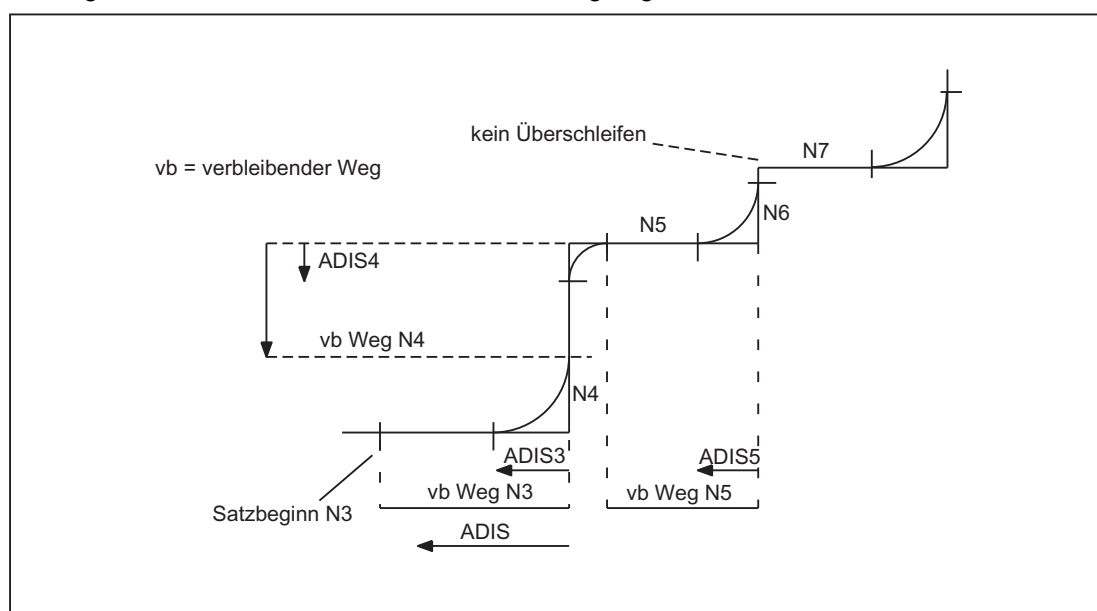 kein Überschleifen
N7
vb = verbleibender Weg
N6
N5
ADIS4
vb Weg N4
N4
ADIS3
ADIS5
vb Weg N3
vb Weg N5
Satzbeginn N3
ADIS